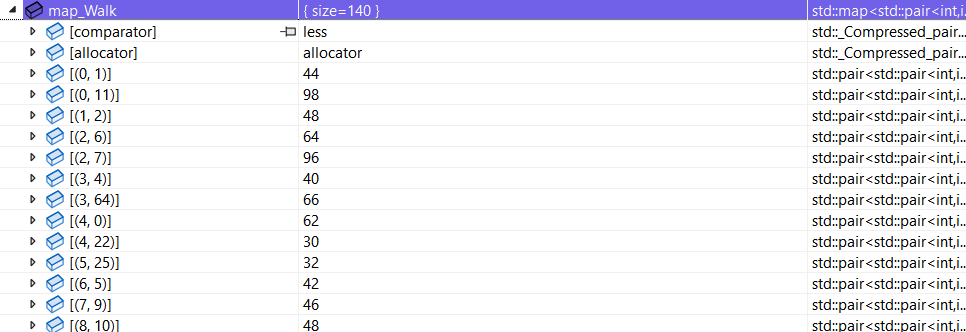 map_Walk { size=140 } std::map<std::pair<int,i...
[comparator] less std::_Compressed_pair...
[allocator] allocator std::_Compressed_pair...
[(0, 1)] 44 std::pair<std::pair<int,i...
[(0, 11)] 98 std::pair<std::pair<int,i...
[(1, 2)] 48 std::pair<std::pair<int,i...
[(2, 6)] 64 std::pair<std::pair<int,i...
[(2, 7)] 96 std::pair<std::pair<int,i...
[(3, 4)] 40 std::pair<std::pair<int,i...
[(3, 64)] 66 std::pair<std::pair<int,i...
[(4, 0)] 62 std::pair<std::pair<int,i...
[(4, 22)] 30 std::pair<std::pair<int,i...
[(5, 25)] 32 std::pair<std::pair<int,i...
[(6, 5)] 42 std::pair<std::pair<int,i...
[(7, 9)] 46 std::pair<std::pair<int,i...
[(8, 10)] 48 std::pair<std::pair<int,i...